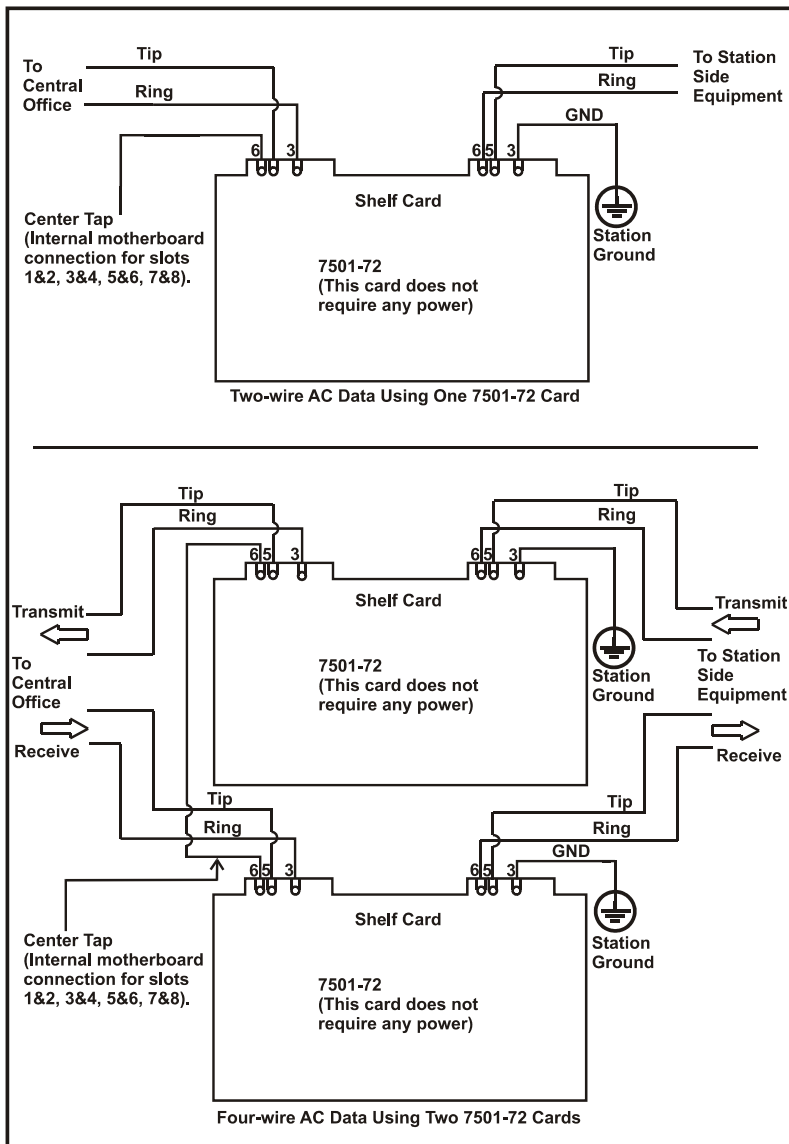 Tip
Tip
To
Central
Office
Ring
Ring
To Station
Side
Equipment
GND
6
3
6 5 3
Shelf Card
Center Tap
(Internal motherboard
connection for slots
1&2, 3&4, 5&6, 7&8).
Station
Ground
7501-72
(This card does not
require any power)
Two-wire AC Data Using One 7501-72 Card
Tip
Tip
Ring
Ring
6 5 3
6 5 3
Shelf Card
Transmit
Transmit
To
Central
Office
7501-72
(This card does not
require any power)
Station
Ground
To Station
Side
Equipment
Receive
Receive
Tip
Tip
Ring
Ring
GND
6 5 3
6 5 3
Shelf Card
Center Tap
(Internal motherboard
connection for slots
1&2, 3&4, 5&6, 7&8).
Station
Ground
7501-72
(This card does not
require any power)
Four-wire AC Data Using Two 7501-72 Cards